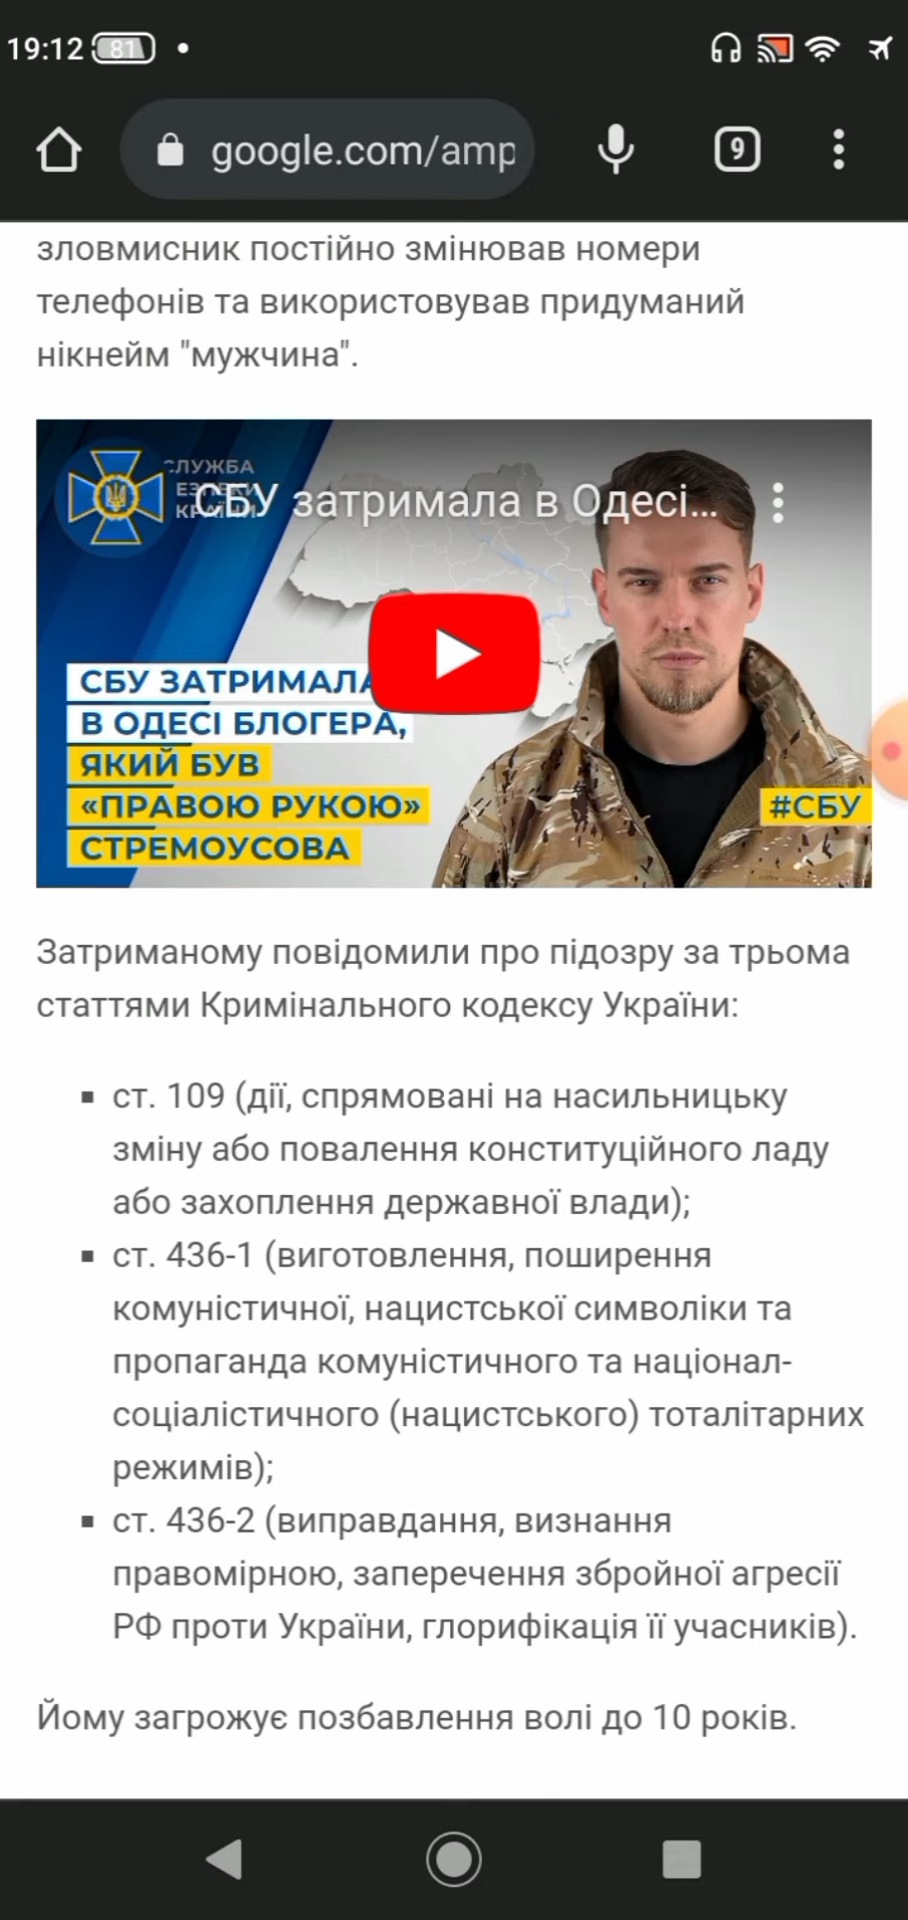 19:12 81
google.com/amp
9
зловмисник постійно змінював номери
телефонів та використовував придуманий
нікнейм "мужчина".
СЛУЖБА
СБУ затримала в Одесі...
СБУ ЗАТРИМАЛА
В ОДЕСІ БЛОГЕРА,
ЯКИЙ БУВ
«ПРАВОЮ РУКОЮ»
СТРЕМОУСОВА
#СБУ
Затриманому повідомили про підозру за трьома
статтями Кримінального кодексу України:
▪ ст. 109 (дії, спрямовані на насильницьку
зміну або повалення конституційного ладу
або захоплення державної влади);
▪ ст. 436-1 (виготовлення, поширення
комуністичної, нацистської символіки та
пропаганда комуністичного та націонал-
соціалістичного (нацистського) тоталітарних
режимів);
▪ ст. 436-2 (виправдання, визнання
правомірною, заперечення збройної агресії
РФ проти України, глорифікація її учасників).
Йому загрожує позбавлення волі до 10 років.